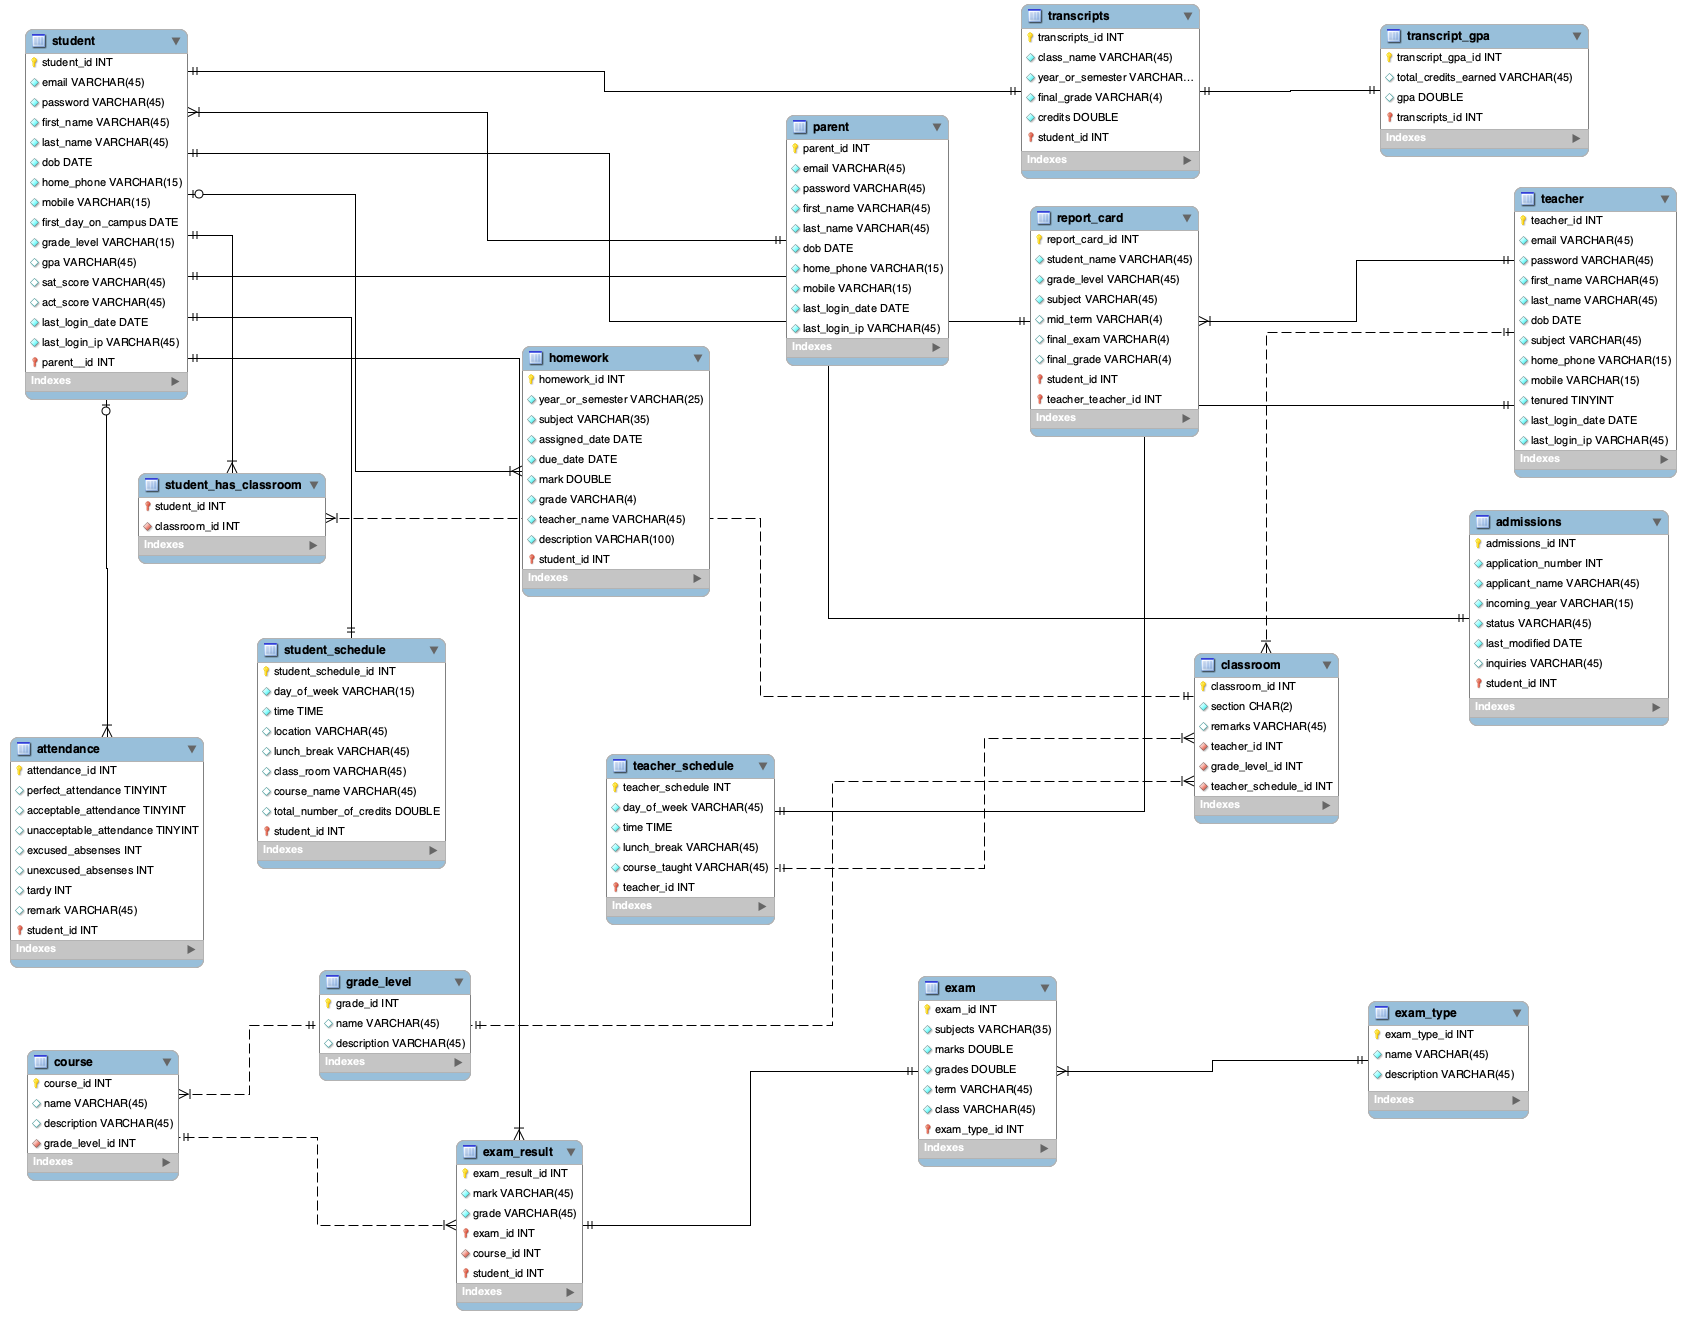 student
student_id INT
email VARCHAR(45)
password VARCHAR(45)
first_name VARCHAR(45)
last_name VARCHAR(45)
dob DATE
home_phone VARCHAR(15)
mobile VARCHAR(15)
first_day_on_campus DATE
grade_level VARCHAR(15)
gpa VARCHAR(45)
sat_score VARCHAR(45)
act_score VARCHAR(45)
last_login_date DATE
last_login_ip VARCHAR(45)
parent__id INT
Indexes
transcripts
transcripts_id INT
class_name VARCHAR(45)
year_or_semester VARCHAR...
final_grade VARCHAR(4)
credits DOUBLE
student_id INT
Indexes
transcript_gpa
transcript_gpa_id INT
total_credits_earned VARCHAR(45)
gpa DOUBLE
transcripts_id INT
Indexes
parent
parent_id INT
email VARCHAR(45)
password VARCHAR(45)
first_name VARCHAR(45)
last_name VARCHAR(45)
dob DATE
home_phone VARCHAR(15)
mobile VARCHAR(15)
last_login_date DATE
last_login_ip VARCHAR(45)
Indexes
report_card
report_card_id INT
student_name VARCHAR(45)
grade_level VARCHAR(45)
subject VARCHAR(45)
mid_term VARCHAR(4)
final_exam VARCHAR(4)
final_grade VARCHAR(4)
student_id INT
teacher_teacher_id INT
Indexes
teacher
teacher_id INT
email VARCHAR(45)
password VARCHAR(45)
first_name VARCHAR(45)
last_name VARCHAR(45)
dob DATE
subject VARCHAR(45)
home_phone VARCHAR(15)
mobile VARCHAR(15)
tenured TINYINT
last_login_date DATE
last_login_ip VARCHAR(45)
Indexes
homework
homework_id INT
year_or_semester VARCHAR(25)
subject VARCHAR(35)
assigned_date DATE
due_date DATE
mark DOUBLE
grade VARCHAR(4)
teacher_name VARCHAR(45)
description VARCHAR(100)
student_id INT
Indexes
student_has_classroom
student_id INT
classroom_id INT
Indexes
admissions
admissions_id INT
application_number INT
applicant_name VARCHAR(45)
incoming_year VARCHAR(15)
status VARCHAR(45)
last_modified DATE
inquiries VARCHAR(45)
student_id INT
Indexes
student_schedule
student_schedule_id INT
day_of_week VARCHAR(15)
time TIME
location VARCHAR(45)
lunch_break VARCHAR(45)
class_room VARCHAR(45)
course_name VARCHAR(45)
total_number_of_credits DOUBLE
student_id INT
Indexes
classroom
classroom_id INT
section CHAR(2)
remarks VARCHAR(45)
teacher_id INT
grade_level_id INT
teacher_schedule_id INT
Indexes
attendance
attendance_id INT
perfect_attendance TINYINT
acceptable_attendance TINYINT
unacceptable_attendance TINYINT
excused_absenses INT
unexcused_absenses INT
tardy INT
remark VARCHAR(45)
student_id INT
Indexes
teacher_schedule
teacher_schedule INT
day_of_week VARCHAR(45)
time TIME
lunch_break VARCHAR(45)
course_taught VARCHAR(45)
teacher_id INT
Indexes
grade_level
grade_id INT
name VARCHAR(45)
description VARCHAR(45)
Indexes
exam
exam_id INT
subjects VARCHAR(35)
marks DOUBLE
grades DOUBLE
term VARCHAR(45)
class VARCHAR(45)
exam_type_id INT
Indexes
exam_type
exam_type_id INT
name VARCHAR(45)
description VARCHAR(45)
Indexes
course
course_id INT
name VARCHAR(45)
description VARCHAR(45)
grade_level_id INT
Indexes
exam_result
exam_result_id INT
mark VARCHAR(45)
grade VARCHAR(45)
exam_id INT
course_id INT
student_id INT
Indexes